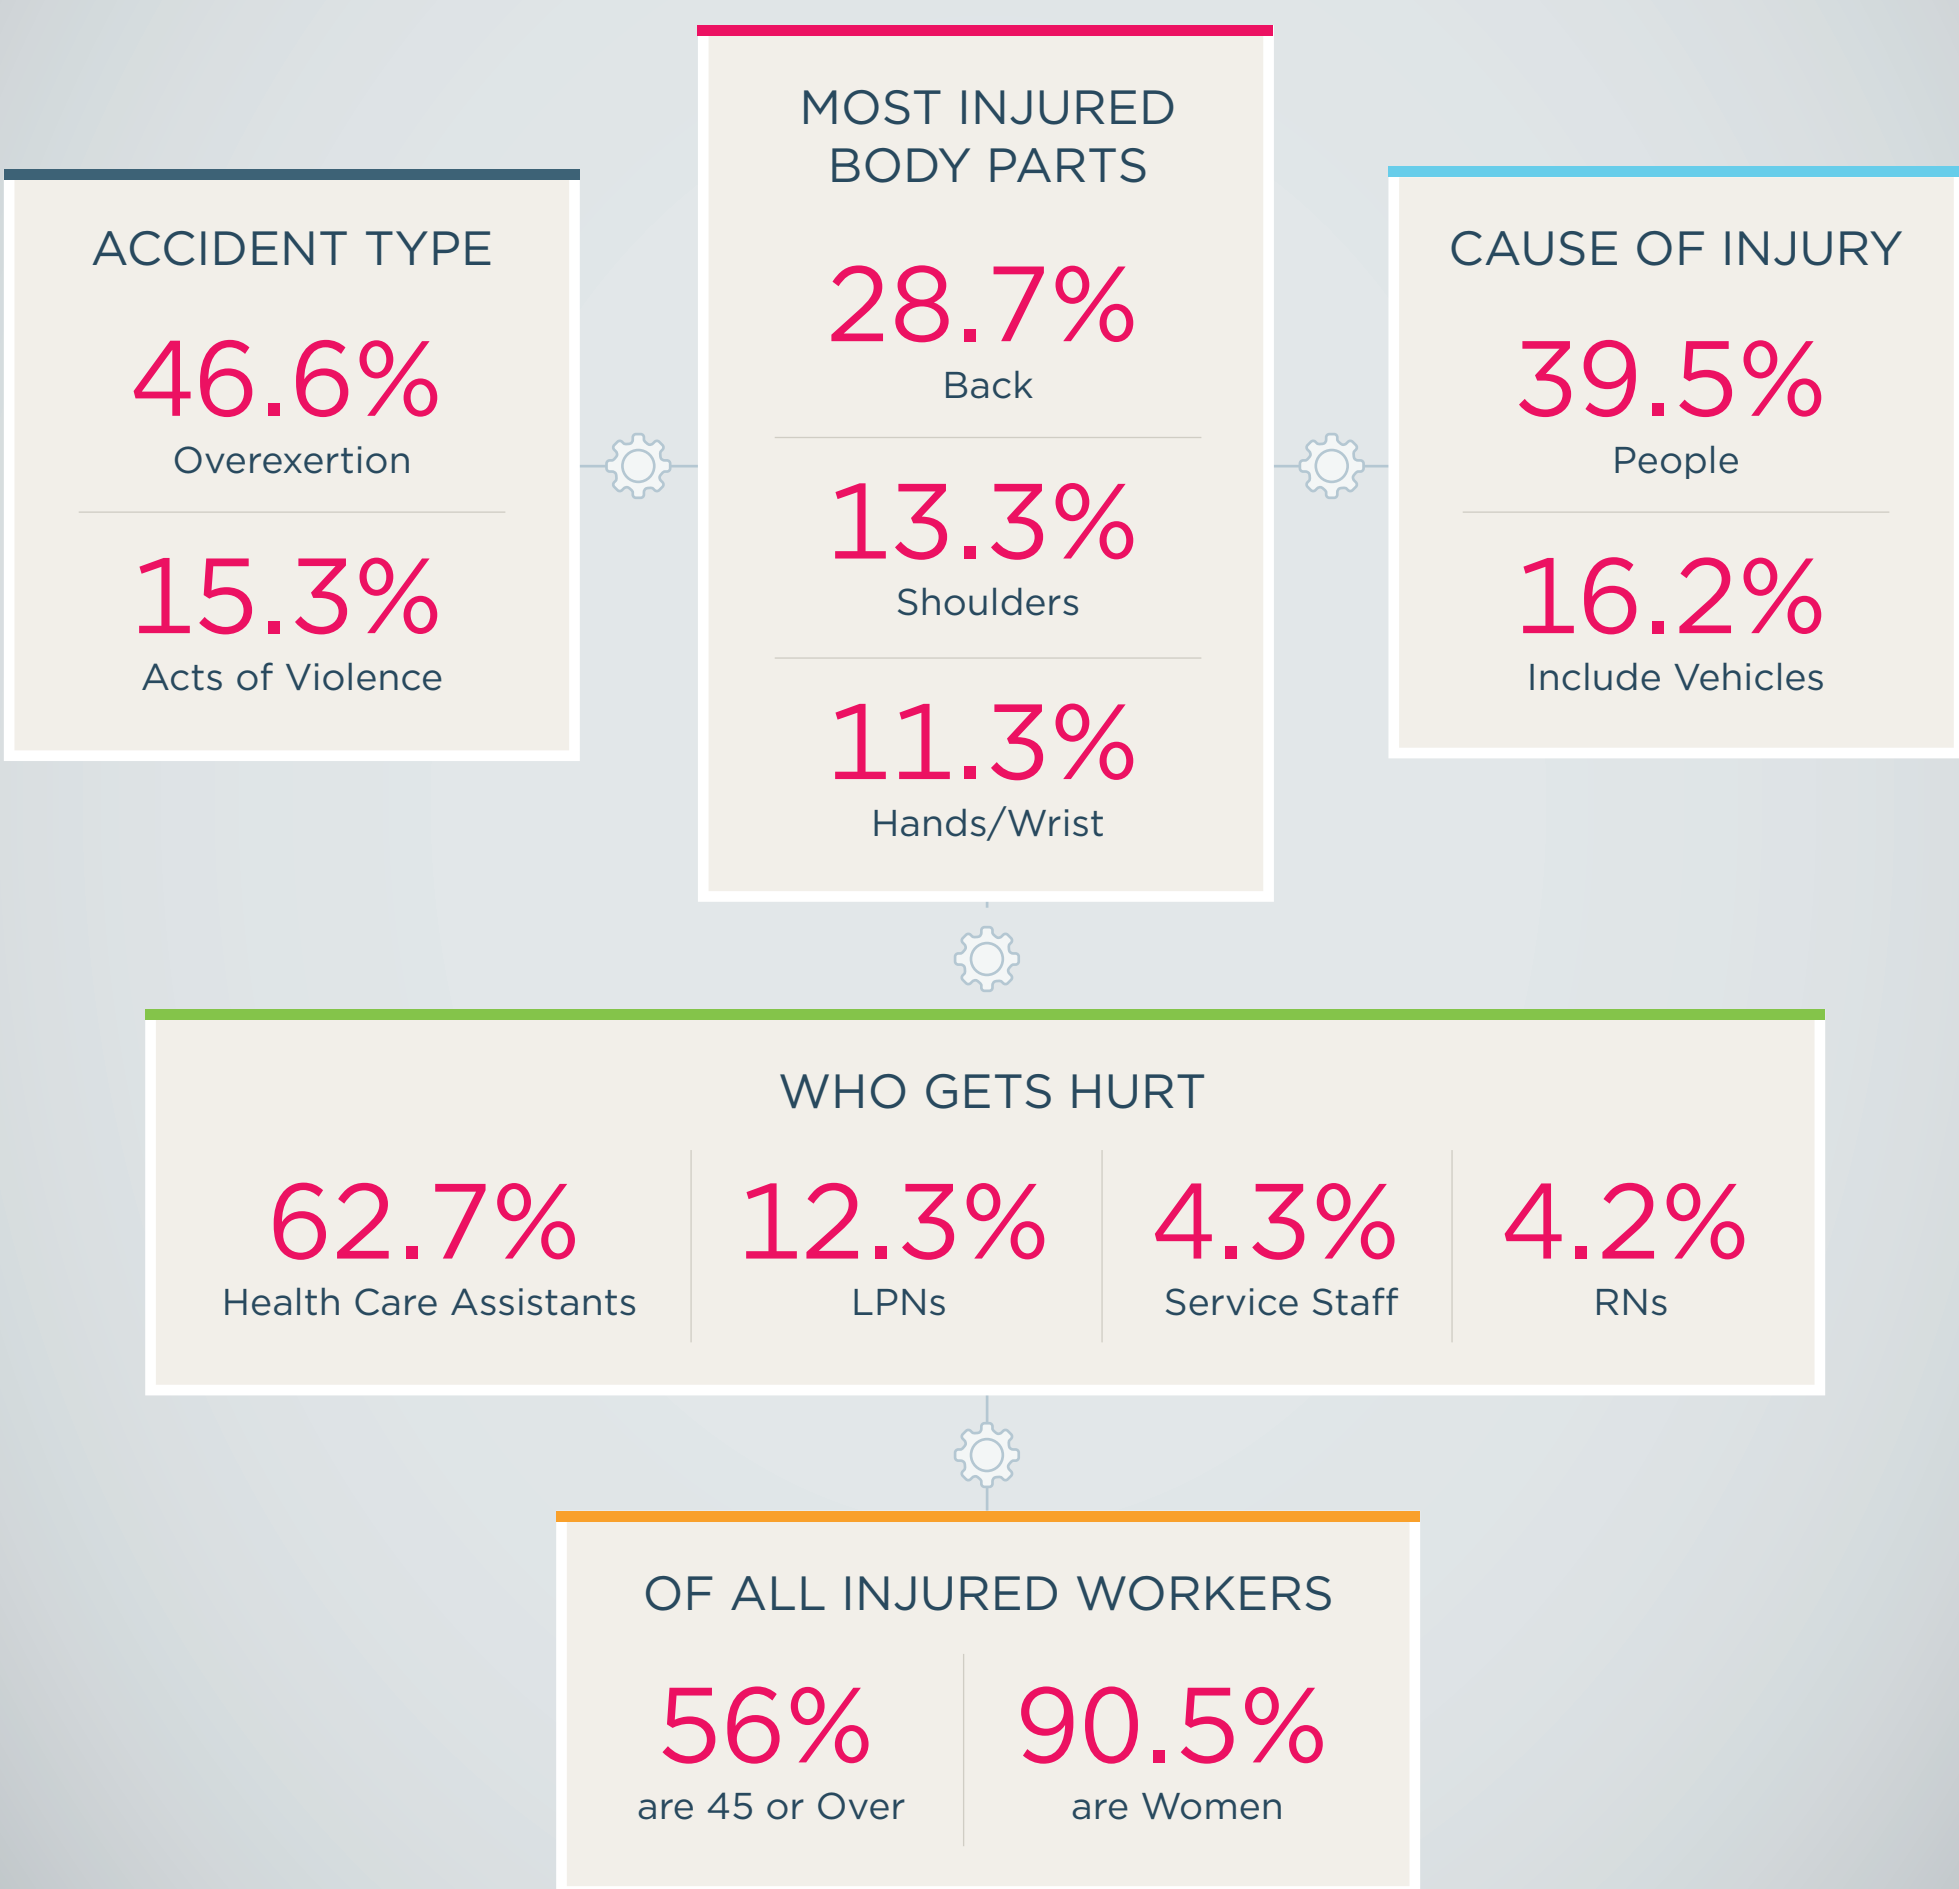 ACCIDENT TYPE
46.6%
Overexertion
15.3%
Acts of Violence
MOST INJURED
BODY PARTS
28.7%
Back
13.3%
Shoulders
11.3%
Hands/Wrist
CAUSE OF INJURY
39.5%
People
16.2%
Include Vehicles
WHO GETS HURT
62.7%
Health Care Assistants
12.3%
LPNs
4.3%
Service Staff
4.2%
RNs
OF ALL INJURED WORKERS
56%
are 45 or Over
90.5%
are Women